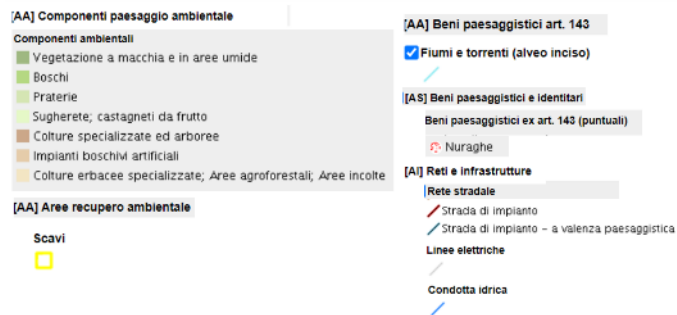 [AA] Componenti paesaggio ambientale
Componenti ambientali
Vegetazione a macchia e in aree umide
Boschi
Praterie
Sugherete; castagneti da frutto
Colture specializzate ed arboree
Impianti boschivi artificiali
Colture erbacee specializzate; Aree agroforestali; Aree incolte
[AA] Aree recupero ambientale
Scavi
[AA] Beni paesaggistici art. 143
Fiumi e torrenti (alveo inciso)
[AS] Beni paesaggistici e identitari
Beni paesaggistici ex art. 143 (puntuali)
Nuraghe
[AI] Reti e infrastrutture
Rete stradale
Strada di impianto
Strada di impianto - a valenza paesaggistica
Linee elettriche
Condotta idrica